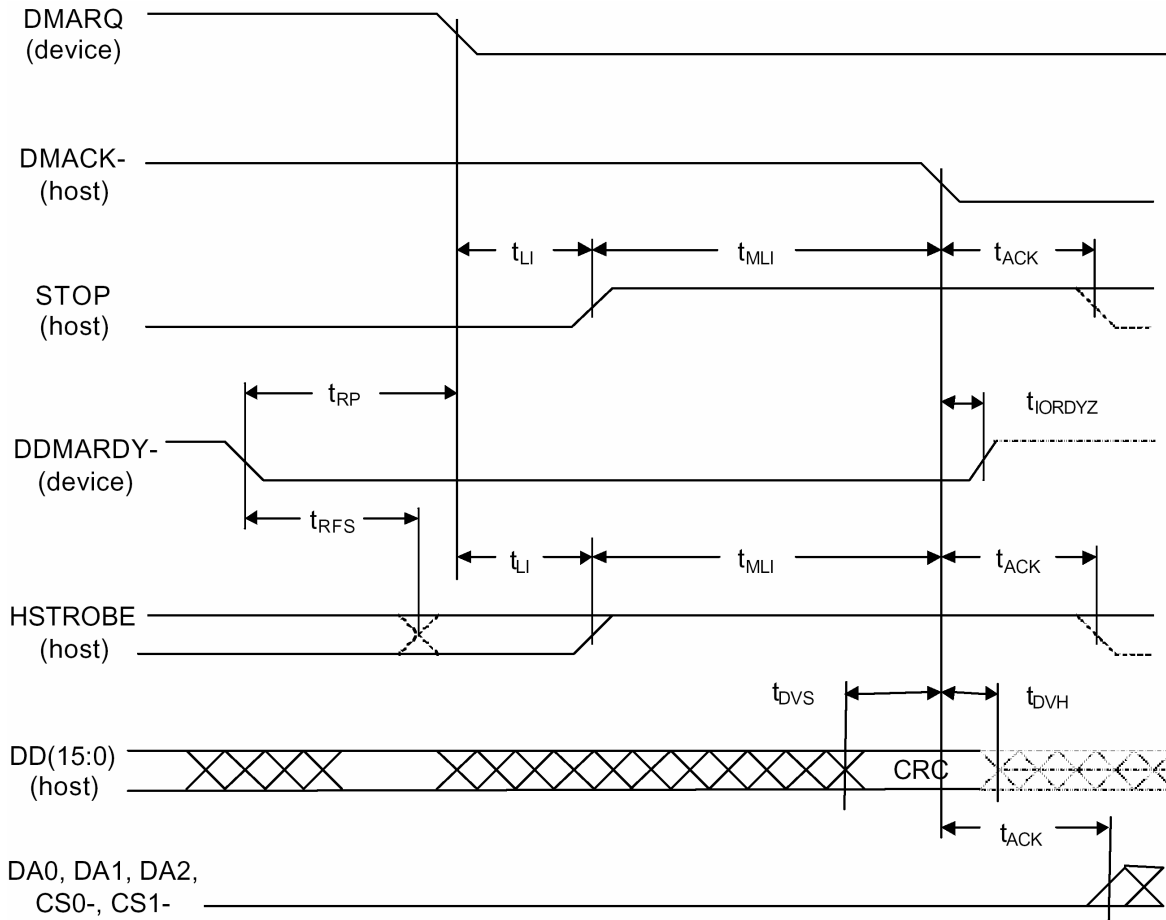 DMARQ
(device)
DMACK-
(host)
tLI
tMLI
tACK
STOP
(host)
tRP
tIORDYZ
DDMARDY-
(device)
tRFS
tLI
tMLI
tACK
HSTROBE
(host)
tDVS
tDVH
DD(15:0)
(host)
CRC
tACK
DA0, DA1, DA2,
CS0-, CS1-